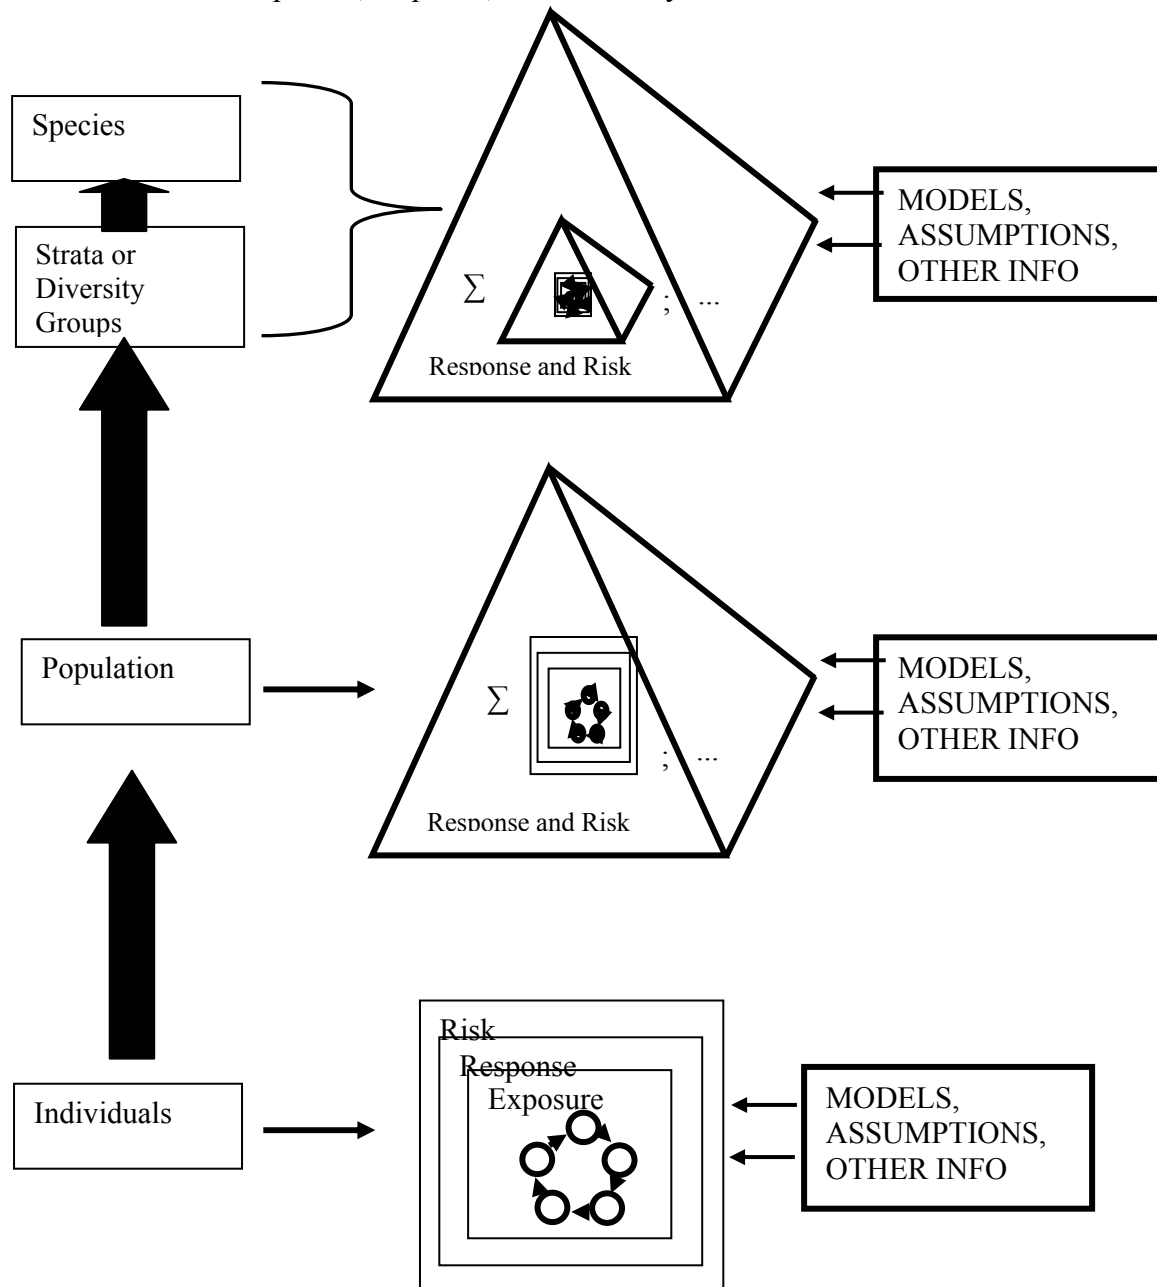 Species
Strata or
Diversity
Groups
∑
; ...
Response and Risk
MODELS,
ASSUMPTIONS,
OTHER INFO
Population
∑
; ...
Response and Risk
MODELS,
ASSUMPTIONS,
OTHER INFO
Individuals
Risk
Response
Exposure
MODELS,
ASSUMPTIONS,
OTHER INFO